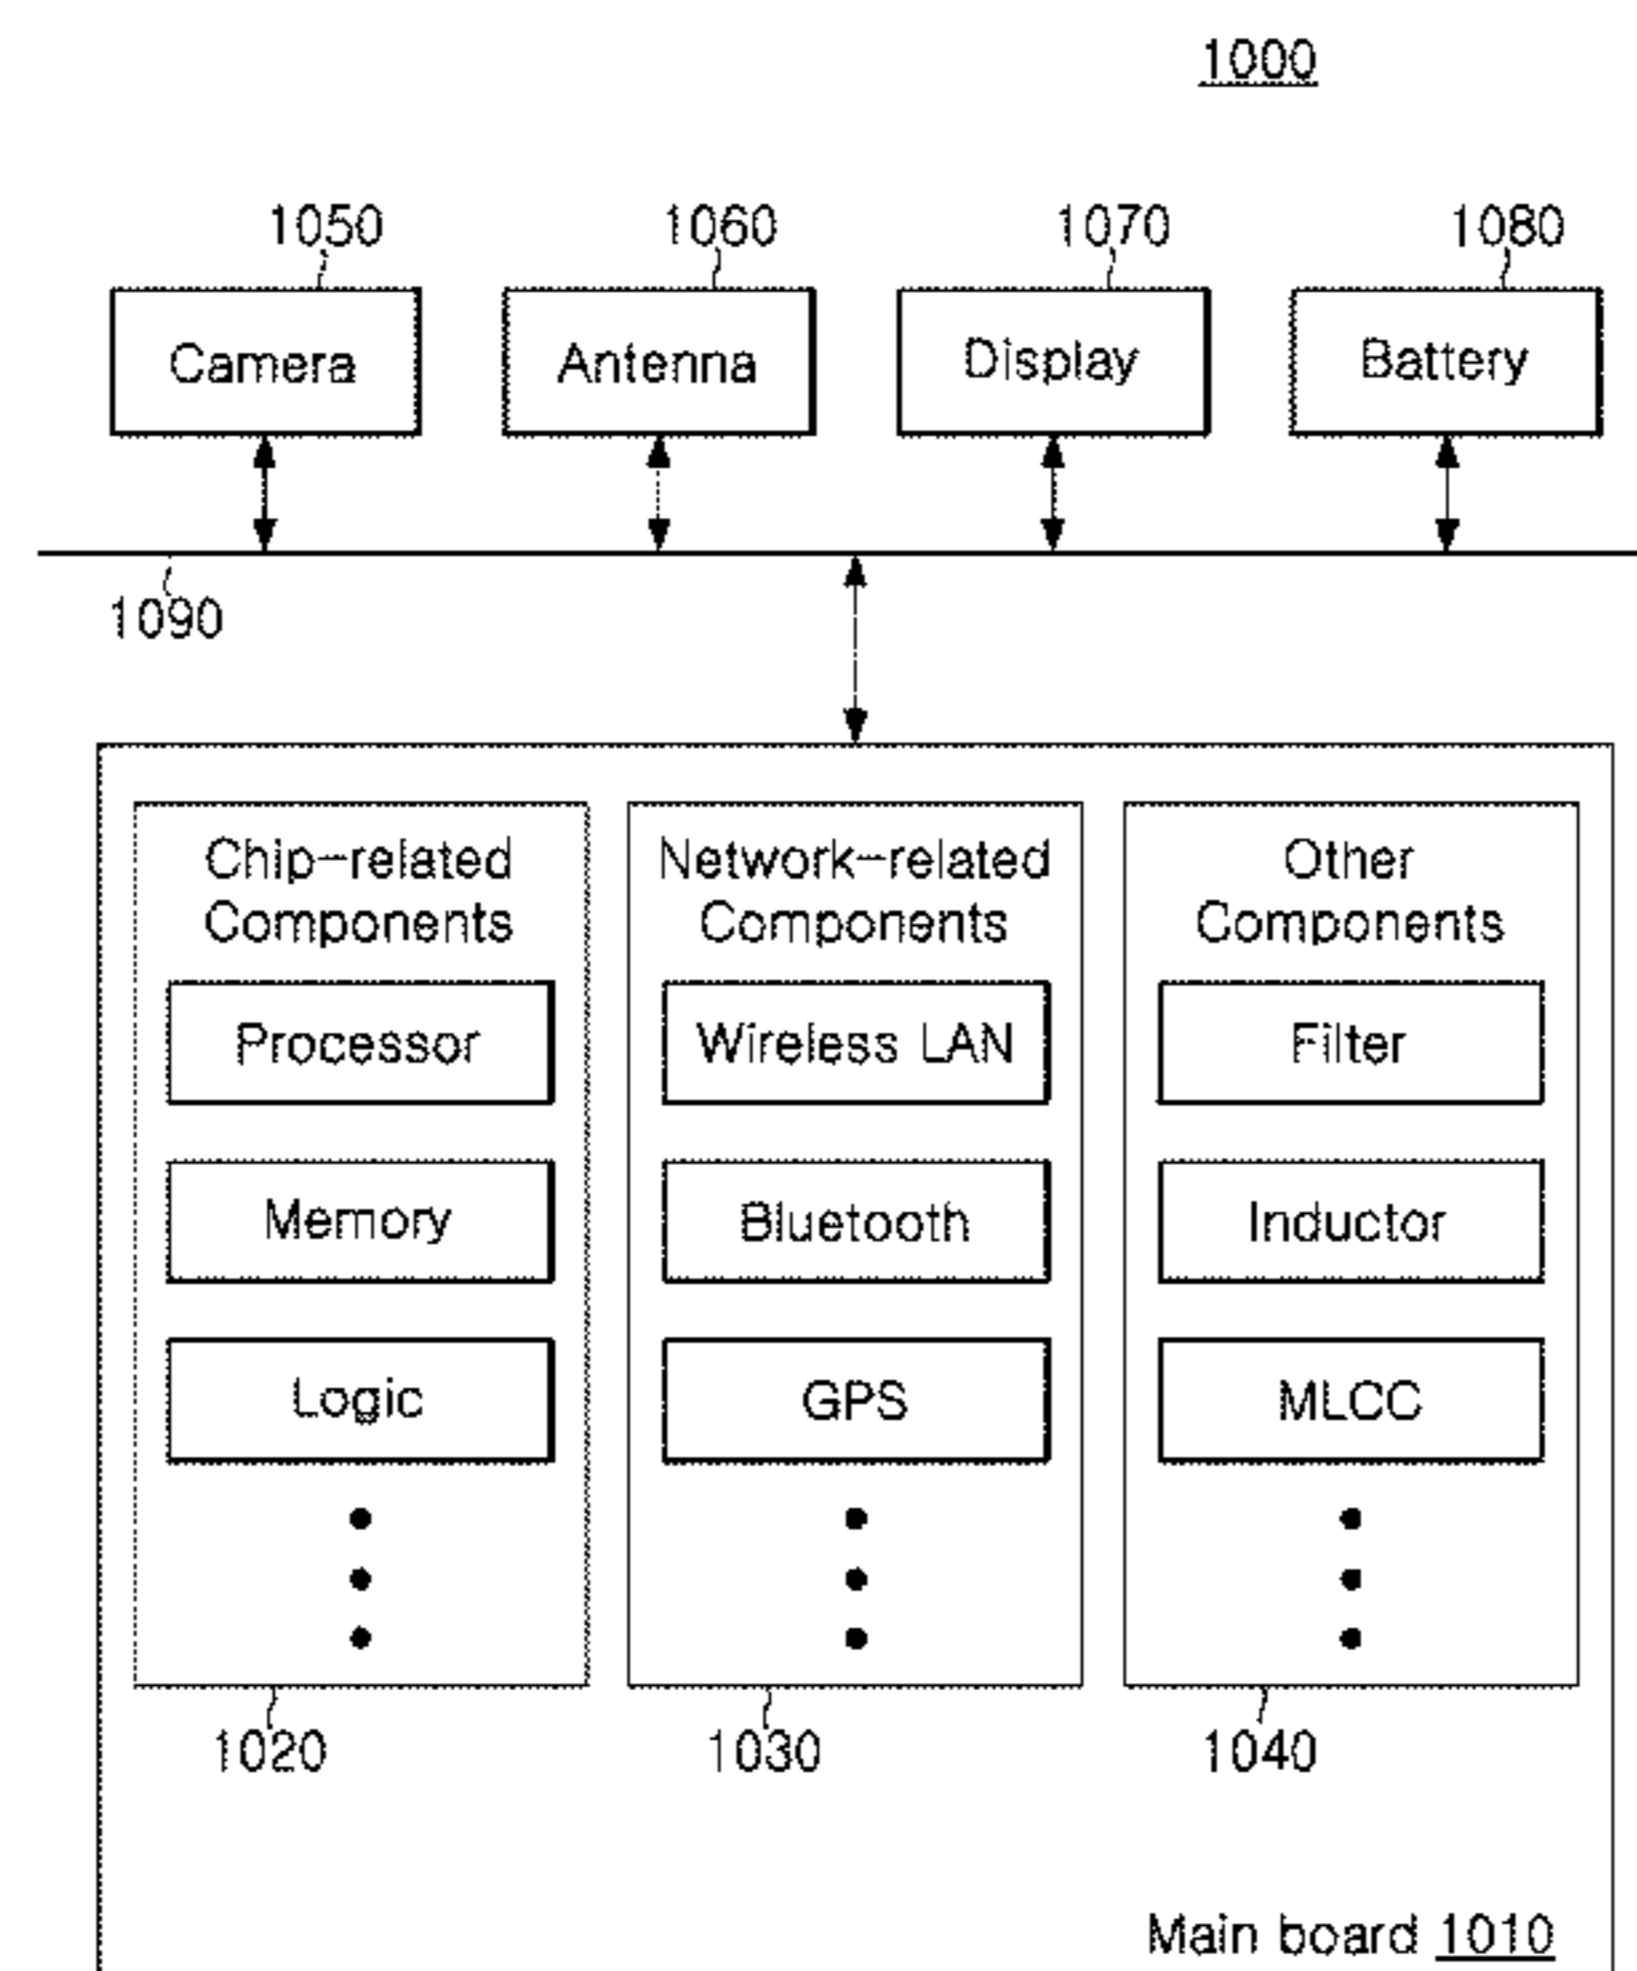 1000
1050
1060
1070
1080
Camera
Antenna
Display
Battery
1090
Chip-related
Components
Processor
Memory
Logic
1020
Network-related
Components
Wireless LAN
Bluetooth
GPS
1030
Other
Components
Filter
Inductor
MLCC
1040
Main board 1010